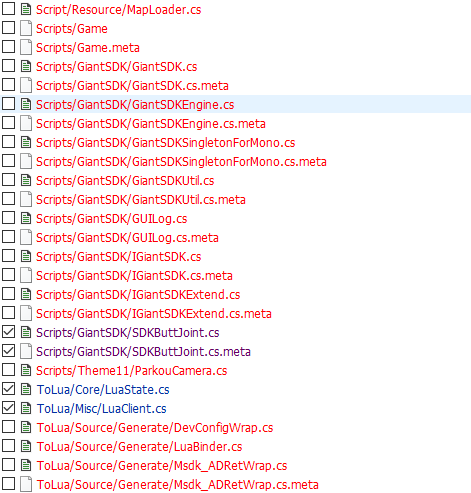 Script/Resource/MapLoader.cs
Scripts/Game
Scripts/Game.meta
Scripts/GiantSDK/GiantSDK.cs
Scripts/GiantSDK/GiantSDK.cs.meta
Scripts/GiantSDK/GiantSDKEngine.cs
Scripts/GiantSDK/GiantSDKEngine.cs.meta
Scripts/GiantSDK/GiantSDKSingletonForMono.cs
Scripts/GiantSDK/GiantSDKSingletonForMono.cs.meta
Scripts/GiantSDK/GiantSDKUtil.cs
Scripts/GiantSDK/GiantSDKUtil.cs.meta
Scripts/GiantSDK/GUILog.cs
Scripts/GiantSDK/GUILog.cs.meta
Scripts/GiantSDK/IGiantSDK.cs
Scripts/GiantSDK/IGiantSDK.cs.meta
Scripts/GiantSDK/IGiantSDKExtend.cs
Scripts/GiantSDK/IGiantSDKExtend.cs.meta
Scripts/GiantSDK/SDKButtJoint.cs
Scripts/GiantSDK/SDKButtJoint.cs.meta
Scripts/Theme11/ParkouCamera.cs
ToLua/Core/LuaState.cs
ToLua/Misc/LuaClient.cs
ToLua/Source/Generate/DevConfigWrap.cs
ToLua/Source/Generate/LuaBinder.cs
ToLua/Source/Generate/Msdk_ADRetWrap.cs
ToLua/Source/Generate/Msdk_ADRetWrap.cs.meta